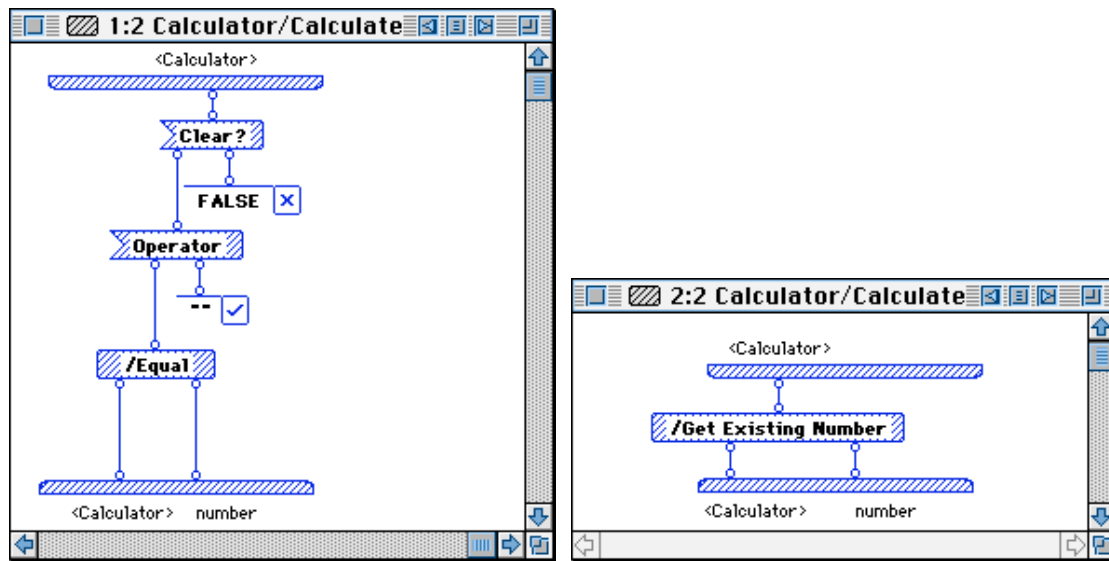 1:2 Calculator/Calculate
<Calculator>
Clear?
FALSE
Operator
--
/Equal
<Calculator> number
2:2 Calculator/Calculate
<Calculator>
/Get Existing Number
<Calculator> number